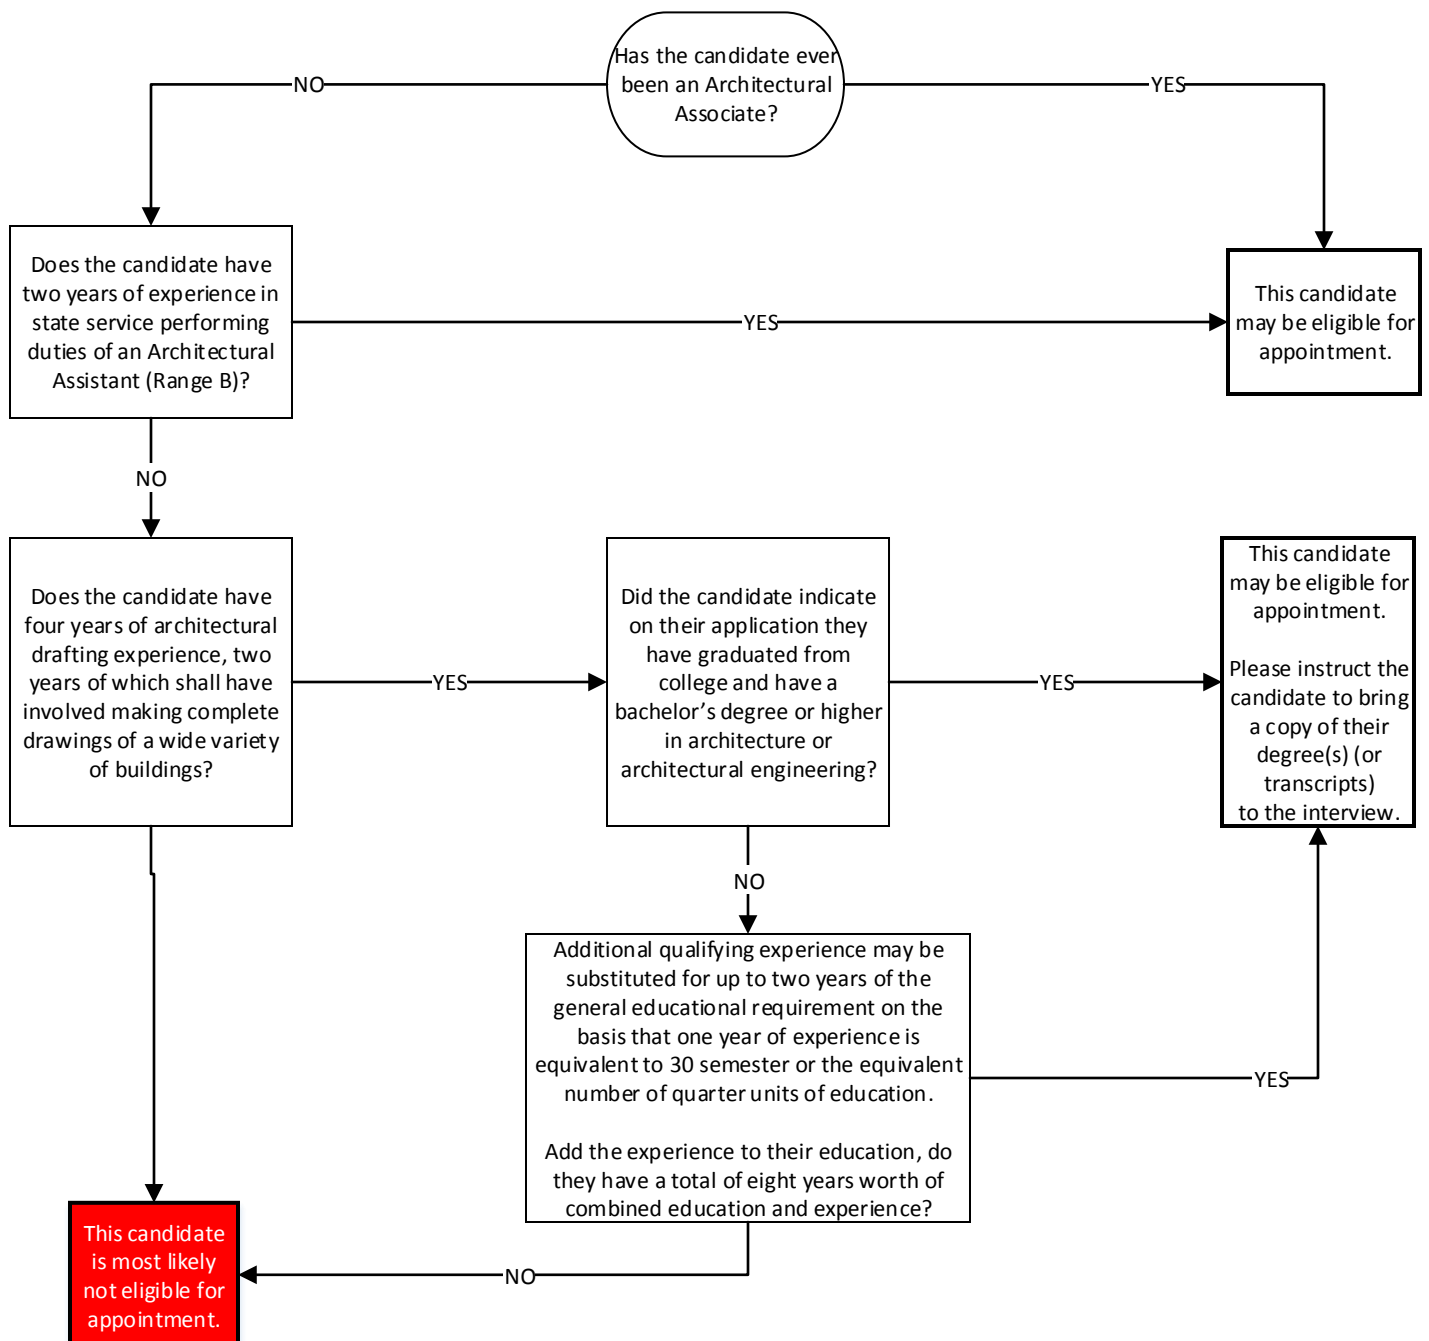 Has the candidate ever
been an Architectural
Associate?
NO
YES
Does the candidate have
two years of experience in
state service performing
duties of an Architectural
Assistant (Range B)?
YES
This candidate
may be eligible for
appointment.
NO
Does the candidate have
four years of architectural
drafting experience, two
years of which shall have
involved making complete
drawings of a wide variety
of buildings?
YES
Did the candidate indicate
on their application they
have graduated from
college and have a
bachelor’s degree or higher
in architecture or
architectural engineering?
YES
This candidate
may be eligible for
appointment.
Please instruct the
candidate to bring
a copy of their
degree(s) (or
transcripts)
to the interview.
NO
Additional qualifying experience may be
substituted for up to two years of the
general educational requirement on the
basis that one year of experience is
equivalent to 30 semester or the equivalent
number of quarter units of education.
Add the experience to their education, do
they have a total of eight years worth of
combined education and experience?
YES
NO
This candidate
is most likely
not eligible for
appointment.